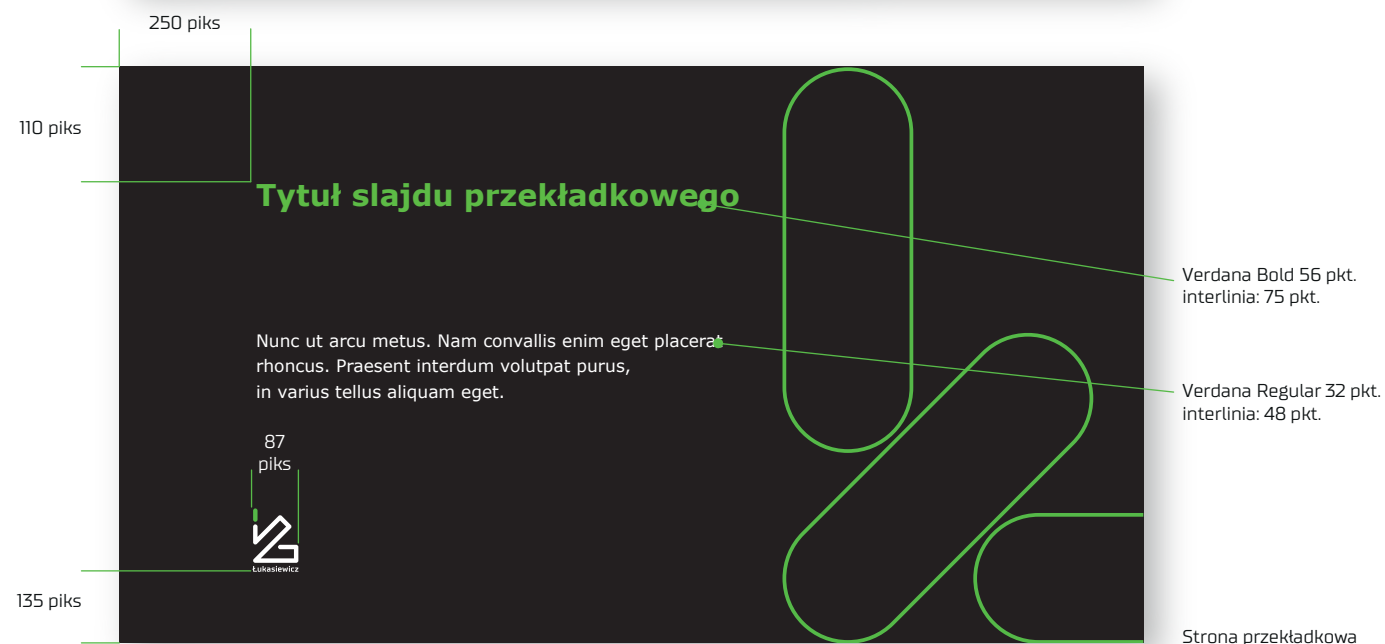 250 piks
110 piks
Tytuł slajdu przekładkowego
Verdana Bold 56 pkt.
interlinia: 75 pkt.
Nunc ut arcu metus. Nam convallis enim eget placerat
rhoncus. Praesent interdum volutpat purus,
in varius tellus aliquam eget.
Verdana Regular 32 pkt.
interlinia: 48 pkt.
87
piks
Łukasiewicz
135 piks
Strona przekładkowa